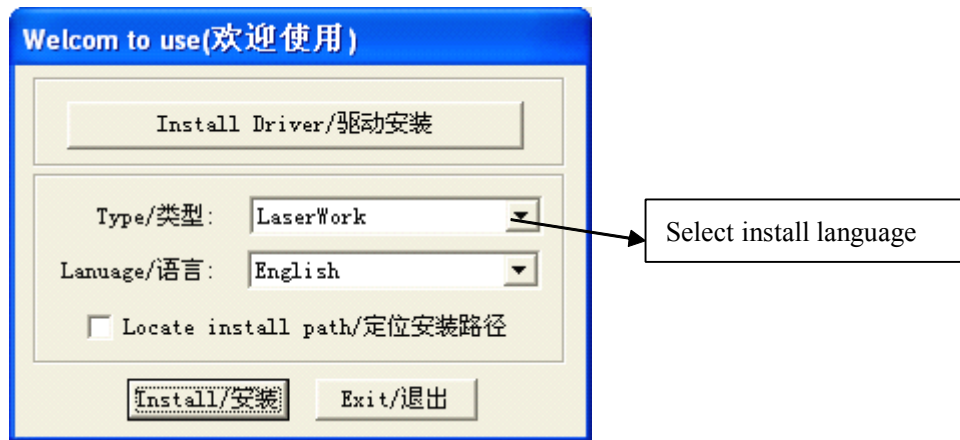 Welcom to use(欢迎使用)
Install Driver/驱动安装
Type/类型: LaserWork
Select install language
Lanuage/语言: English
Locate install path/定位安装路径
Install/安装 Exit/退出